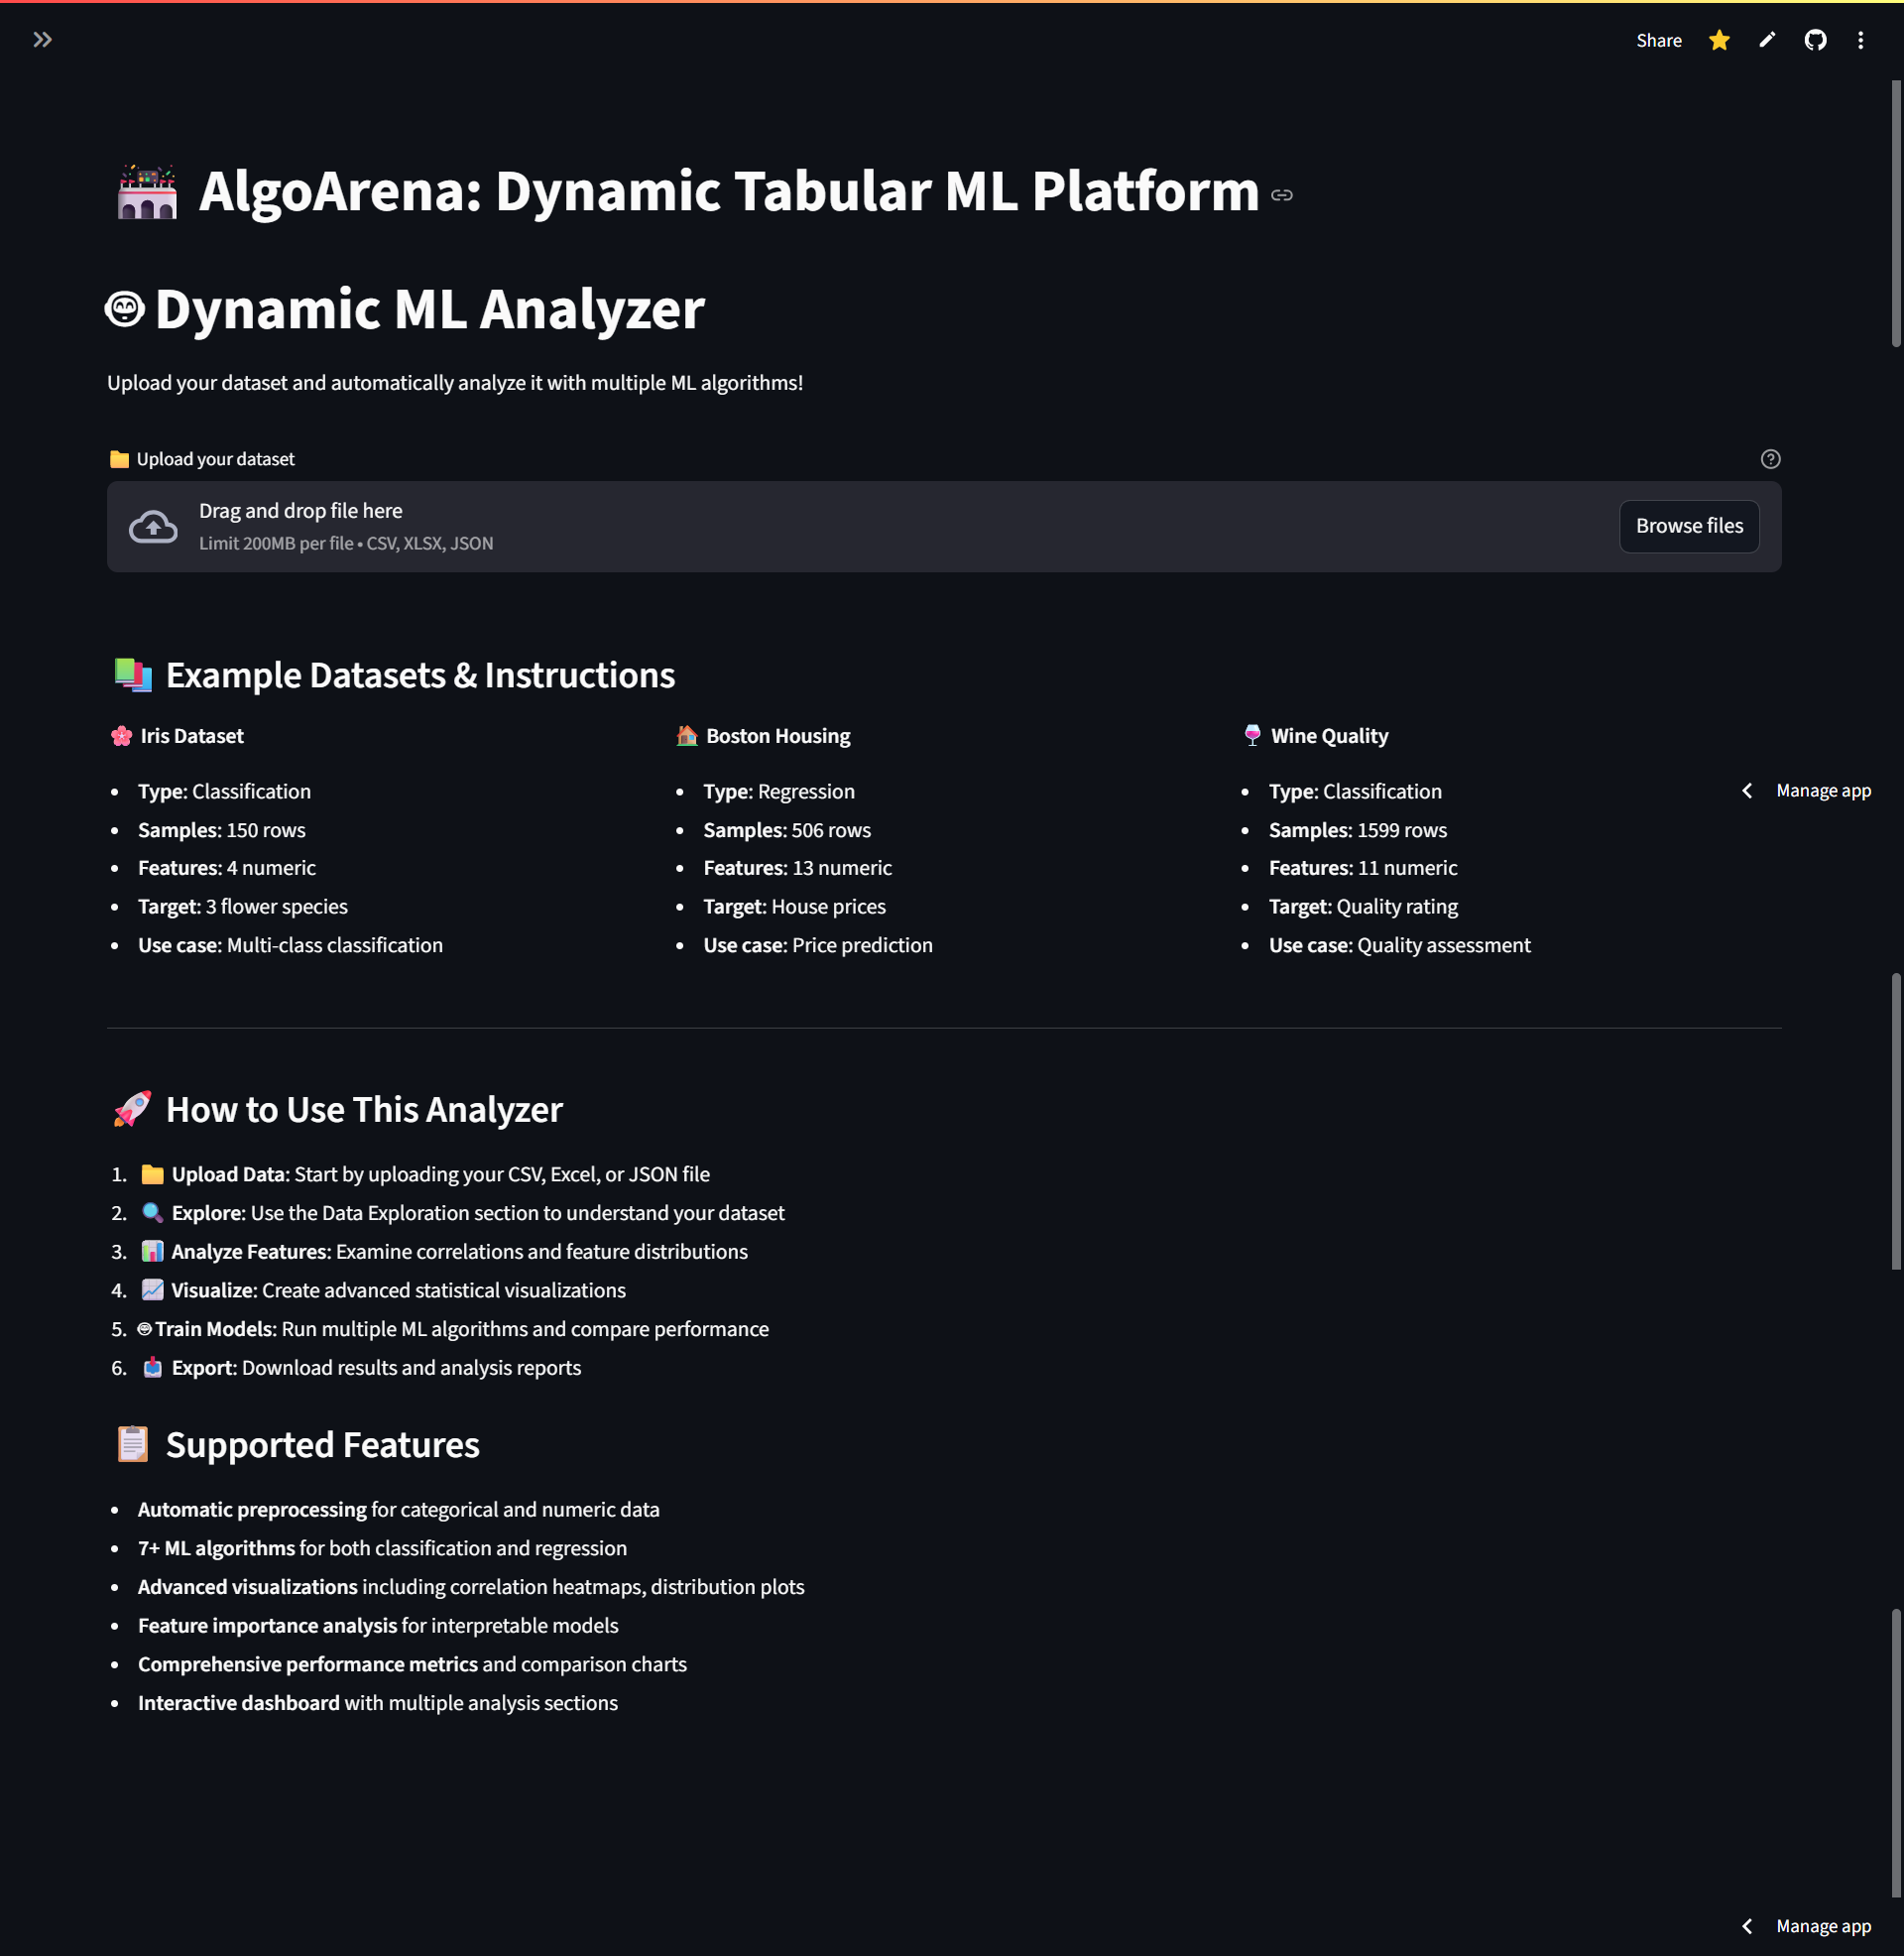 Share
AlgoArena: Dynamic Tabular ML Platform
Dynamic ML Analyzer
Upload your dataset and automatically analyze it with multiple ML algorithms!
Upload your dataset
Drag and drop file here
Limit 200MB per file • CSV, XLSX, JSON
Browse files
Example Datasets & Instructions
Iris Dataset
• Type: Classification
• Samples: 150 rows
• Features: 4 numeric
• Target: 3 flower species
• Use case: Multi-class classification
Boston Housing
• Type: Regression
• Samples: 506 rows
• Features: 13 numeric
• Target: House prices
• Use case: Price prediction
Wine Quality
• Type: Classification
• Samples: 1599 rows
• Features: 11 numeric
• Target: Quality rating
• Use case: Quality assessment
Manage app
How to Use This Analyzer
1. Upload Data: Start by uploading your CSV, Excel, or JSON file
2. Explore: Use the Data Exploration section to understand your dataset
3. Analyze Features: Examine correlations and feature distributions
4. Visualize: Create advanced statistical visualizations
5. Train Models: Run multiple ML algorithms and compare performance
6. Export: Download results and analysis reports
Supported Features
• Automatic preprocessing for categorical and numeric data
• 7+ ML algorithms for both classification and regression
• Advanced visualizations including correlation heatmaps, distribution plots
• Feature importance analysis for interpretable models
• Comprehensive performance metrics and comparison charts
• Interactive dashboard with multiple analysis sections
Manage app